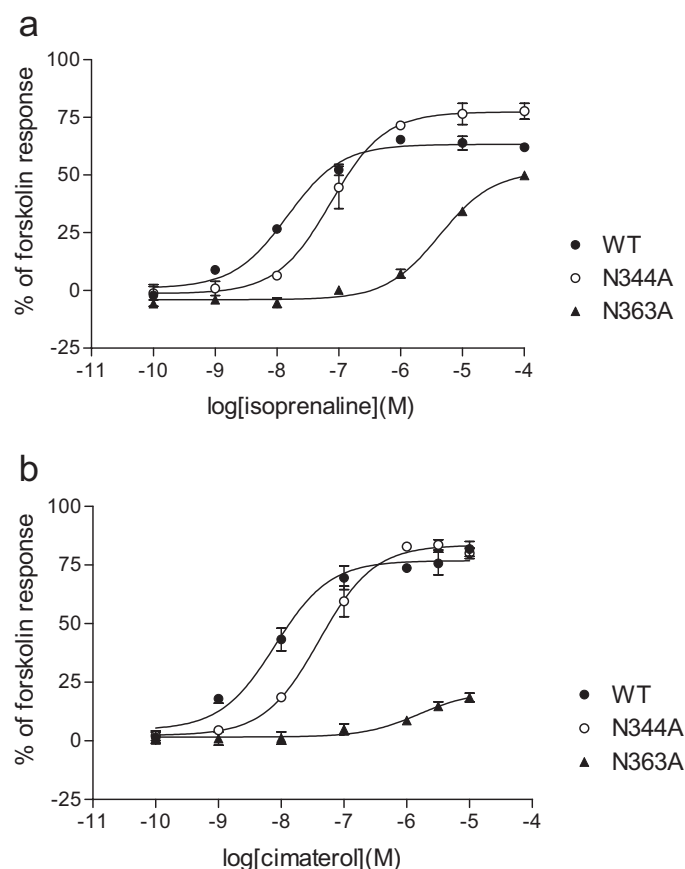 a
% of forskolin response
100
75
50
25
0
-25
-11 -10 -9 -8 -7 -6 -5 -4
log[isoprenaline](M)
WT
N344A
N363A
b
% of forskolin response
100
75
50
25
0
-25
-11 -10 -9 -8 -7 -6 -5 -4
log[cimaterol](M)
WT
N344A
N363A